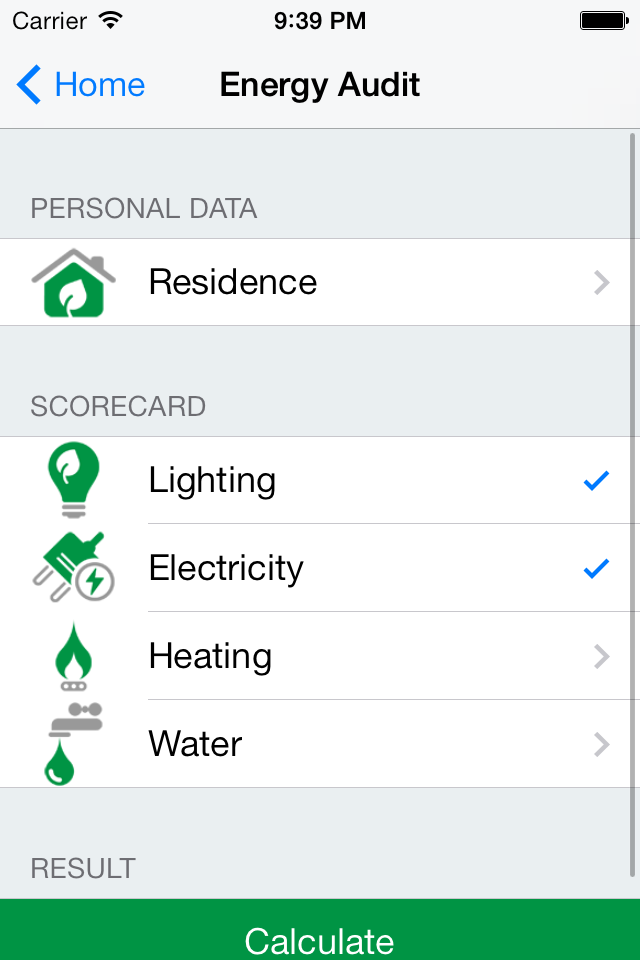 Carrier 9:39 PM
Home Energy Audit
PERSONAL DATA
Residence
SCORECARD
Lighting
Electricity
Heating
Water
RESULT
Calculate